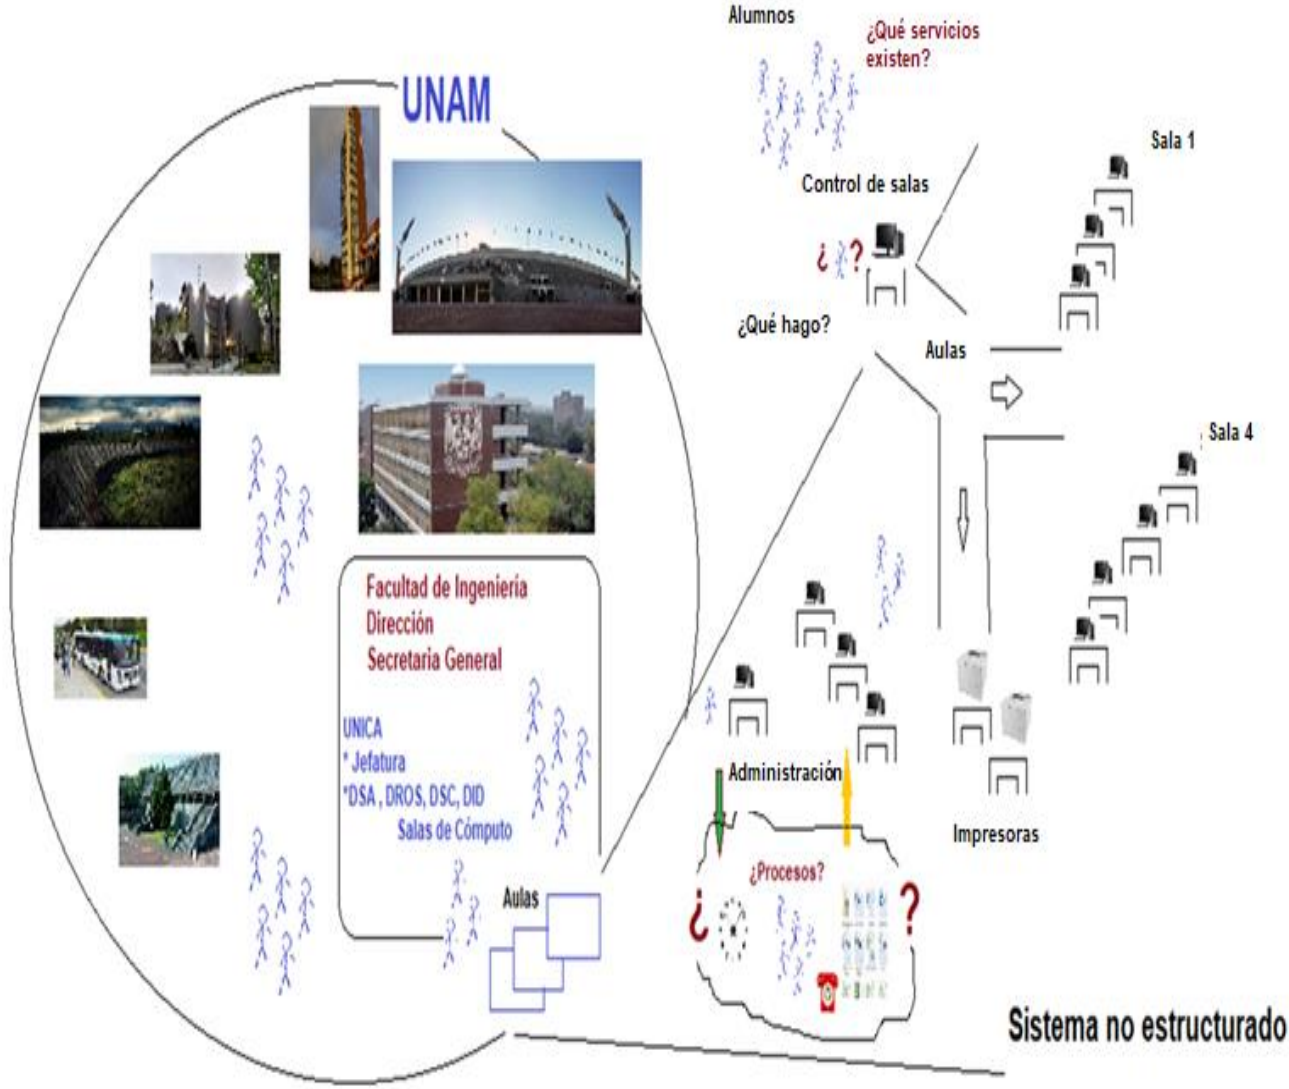 Alumnos
¿Qué servicios
existen?
UNAM
Sala 1
Control de salas
¿ ?
¿Qué hago?
Aulas
Sala 4
Facultad de Ingeniería
Dirección
Secretaria General
UNICA
* Jefatura
*DSA , DROS, DSC, DID
Salas de Cómputo
Aulas
Administración
Impresoras
¿Procesos?
¿ ?
Sistema no estructurado